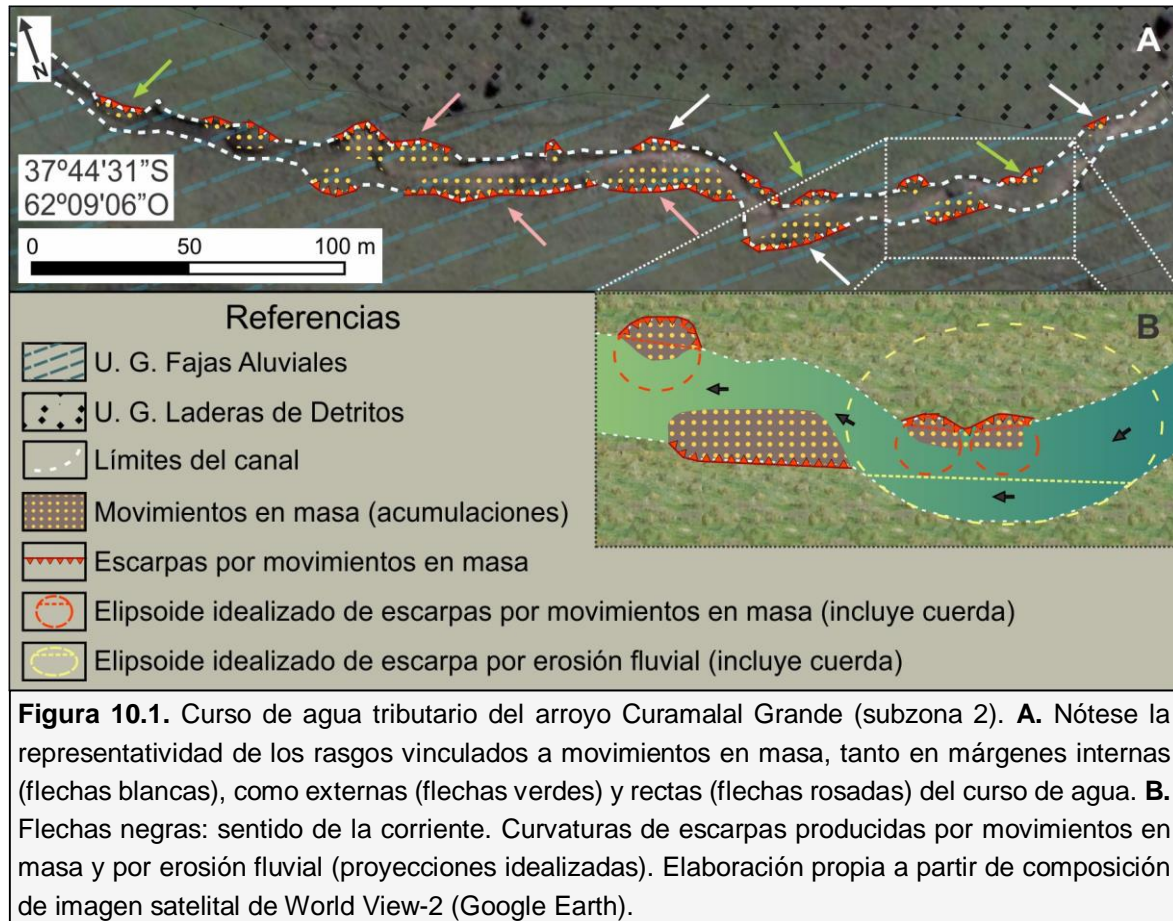 A
N
37º44'31”S
62º09'06”O
0 50 100 m
Referencias
U. G. Fajas Aluviales
U. G. Laderas de Detritos
Límites del canal
Movimientos en masa (acumulaciones)
Escarpas por movimientos en masa
Elipsoide idealizado de escarpas por movimientos en masa (incluye cuerda)
Elipsoide idealizado de escarpa por erosión fluvial (incluye cuerda)
B
Figura 10.1. Curso de agua tributario del arroyo Curamalal Grande (subzona 2). A. Nótese la
representatividad de los rasgos vinculados a movimientos en masa, tanto en márgenes internas
(flechas blancas), como externas (flechas verdes) y rectas (flechas rosadas) del curso de agua. B.
Flechas negras: sentido de la corriente. Curvaturas de escarpas producidas por movimientos en
masa y por erosión fluvial (proyecciones idealizadas). Elaboración propia a partir de composición
de imagen satelital de World View-2 (Google Earth).